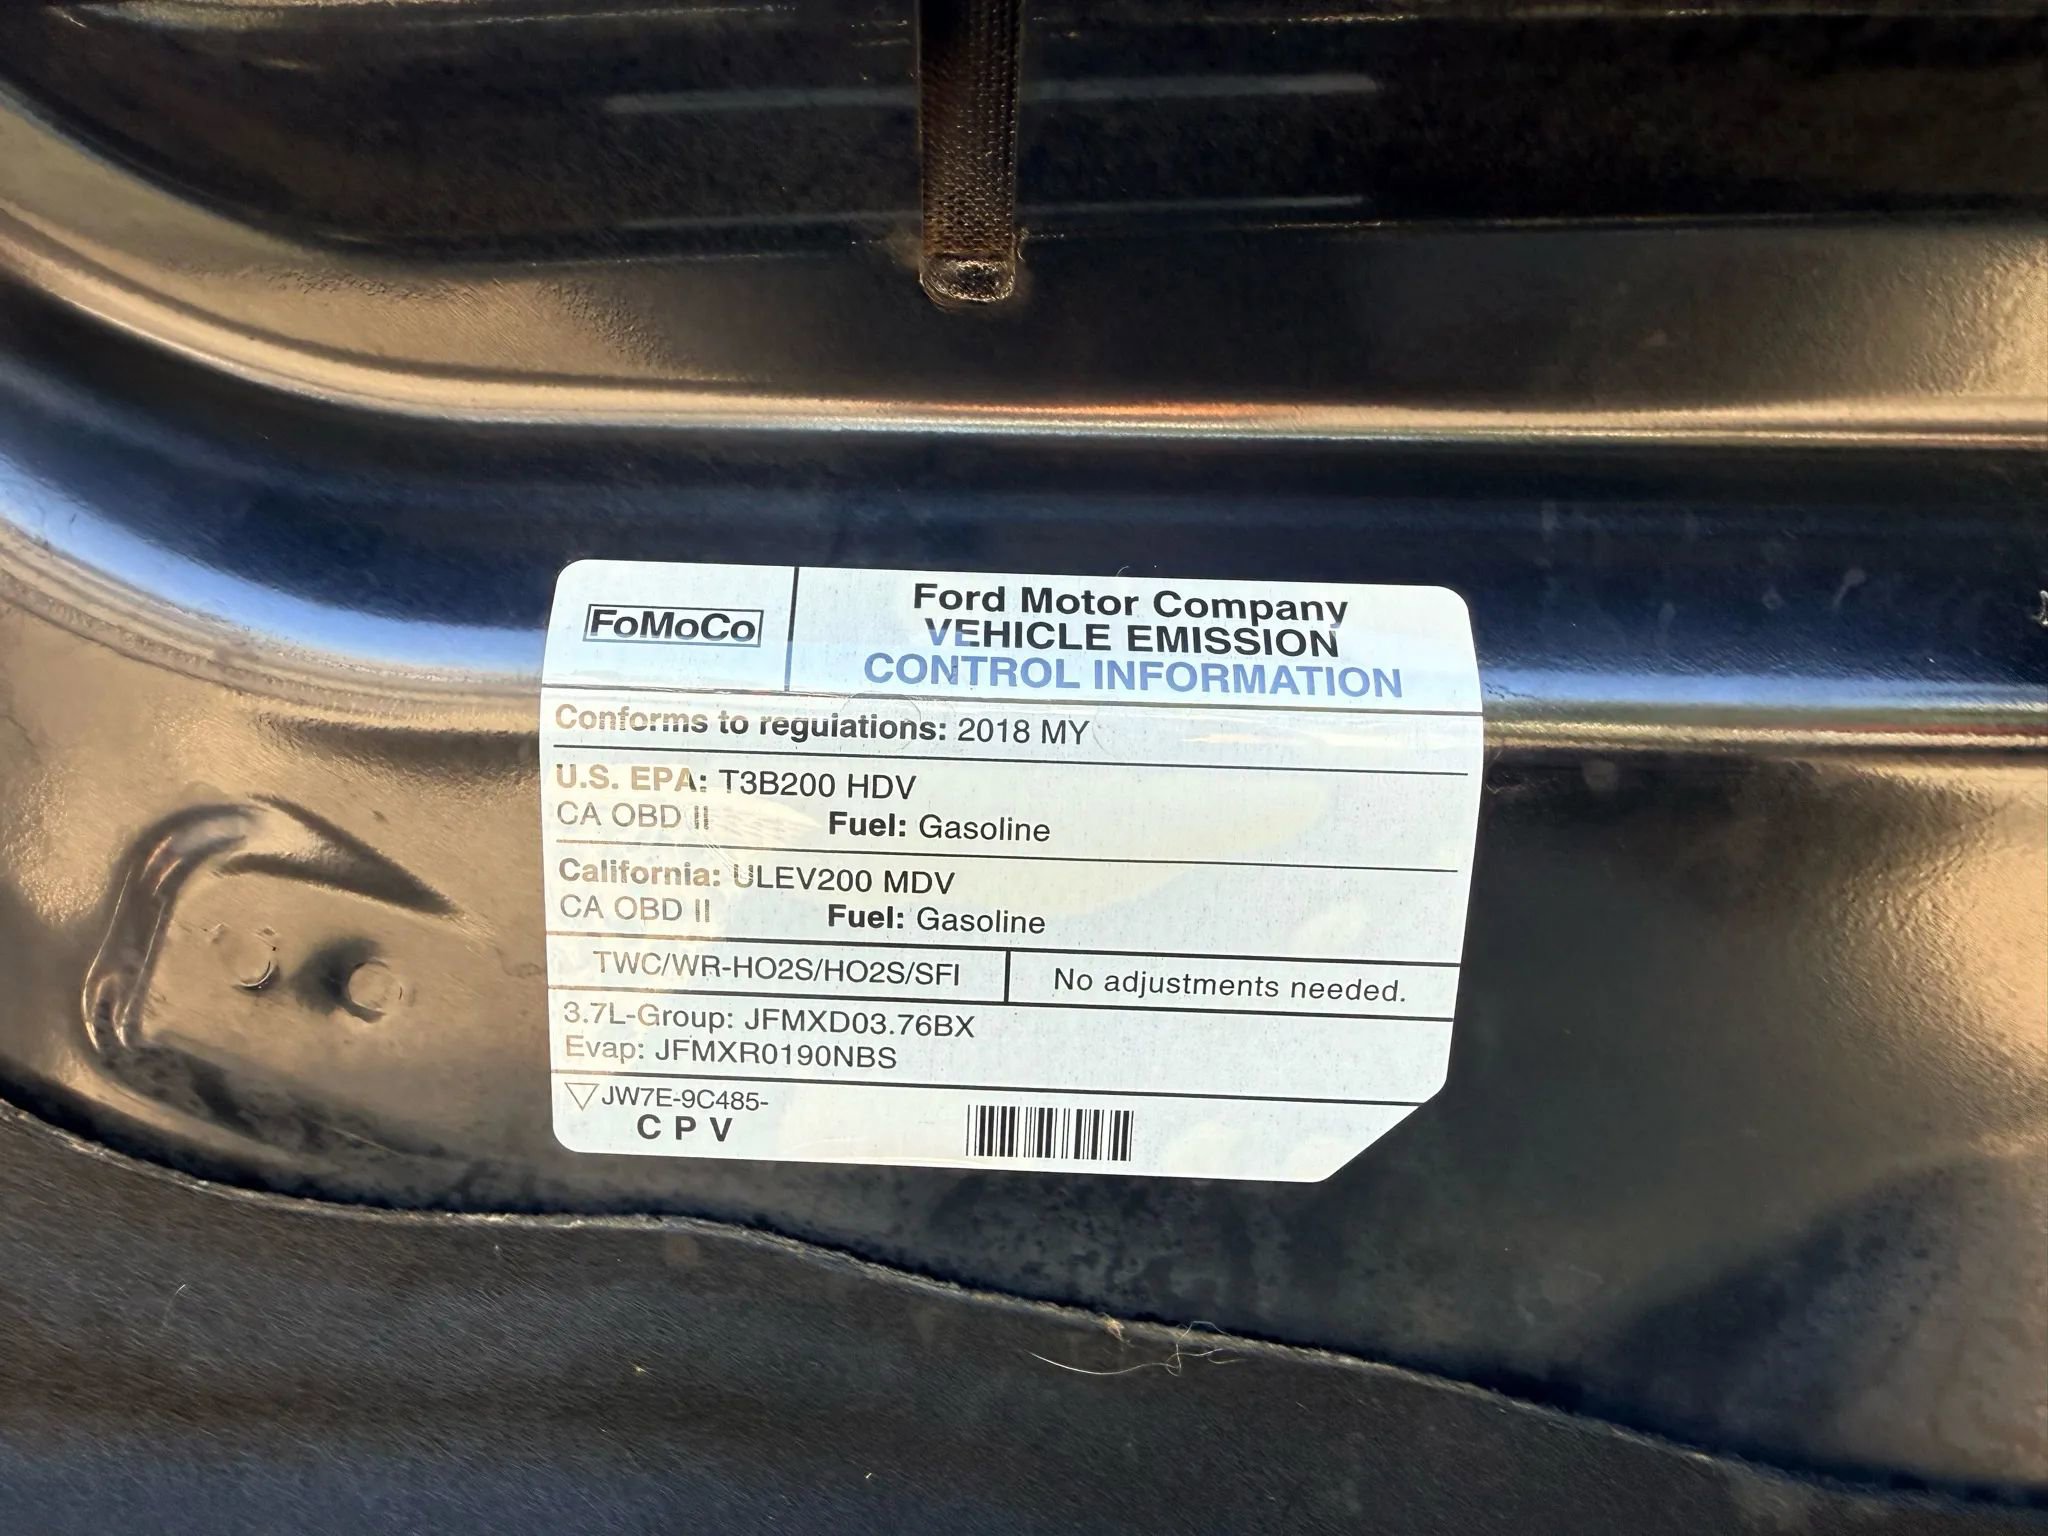 FoMoCo
Ford Motor Company
VEHICLE EMISSION
CONTROL INFORMATION
Conforms to regulations: 2018 MY
U.S. EPA: T3B200 HDV
CA OBD II Fuel: Gasoline
California: ULEV200 MDV
CA OBD II Fuel: Gasoline
TWC/WR-HO2S/HO2S/SFI
No adjustments needed.
3.7L-Group: JFMXD03.76BX
Evap: JFMXR0190NBS
JW7E-9C485-
C P V